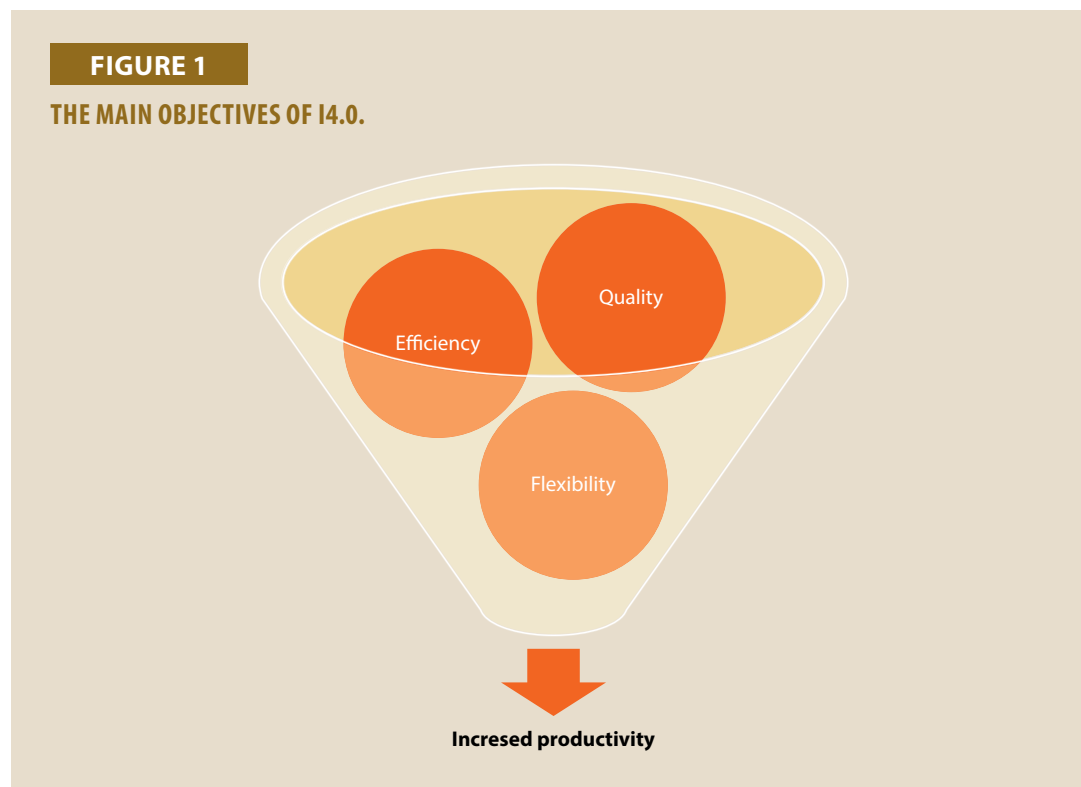 FIGURE 1
THE MAIN OBJECTIVES OF I4.0.
Quality
Efficiency
Flexibility
Incresed productivity